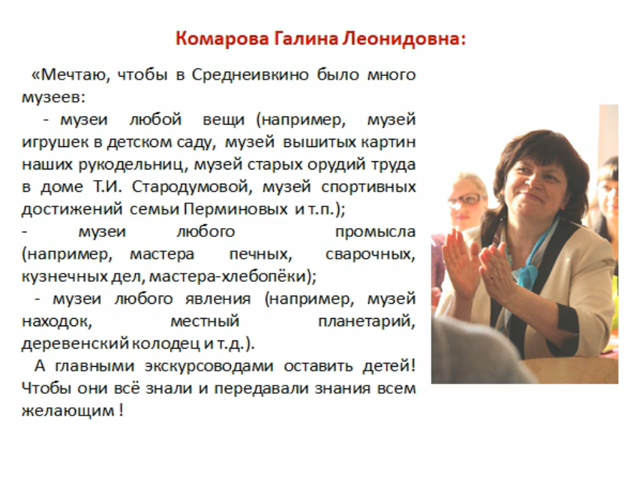 Комарова Галина Леонидовна:
«Мечтаю, чтобы в Среднеивкино было много
музеев:
- музеи любой вещи (например, музей
игрушек в детском саду, музей вышитых картин
наших рукодельниц, музей старых орудий труда
в доме Т.И. Стародумовой, музей спортивных
достижений семьи Перминовых и т.п.);
- музеи любого промысла
(например, мастера печных, сварочных,
кузнечных дел, мастера-хлебопёки);
- музеи любого явления (например, музей
находок, местный планетарий,
деревенский колодец и т.д.).
А главными экскурсоводами оставить детей!
Чтобы они всё знали и передавали знания всем
желающим !